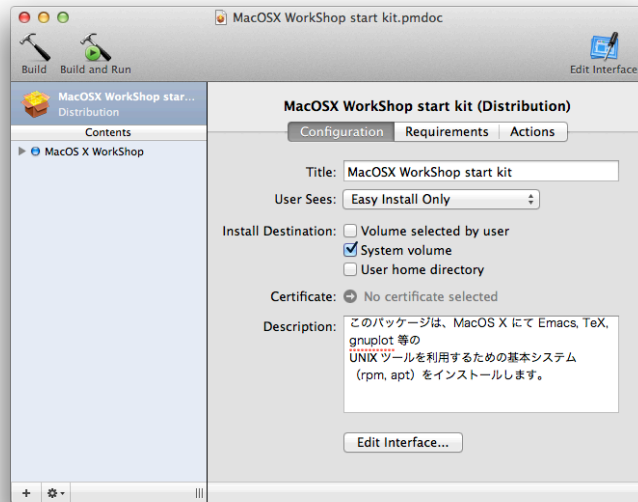 MacOSX WorkShop start kit.pmdoc
Build
Build and Run
Edit Interface
MacOSX WorkShop star...
Distribution
Contents
MacOS X WorkShop
MacOSX WorkShop start kit (Distribution)
Configuration
Requirements
Actions
Title: MacOSX WorkShop start kit
User Sees: Easy Install Only
Install Destination: Volume selected by user
System volume
User home directory
Certificate: No certificate selected
Description: このパッケージは、MacOS X にて Emacs, TeX,
gnuplot 等の
UNIX ツールを利用するための基本システム
（rpm, apt）をインストールします。
Edit Interface...